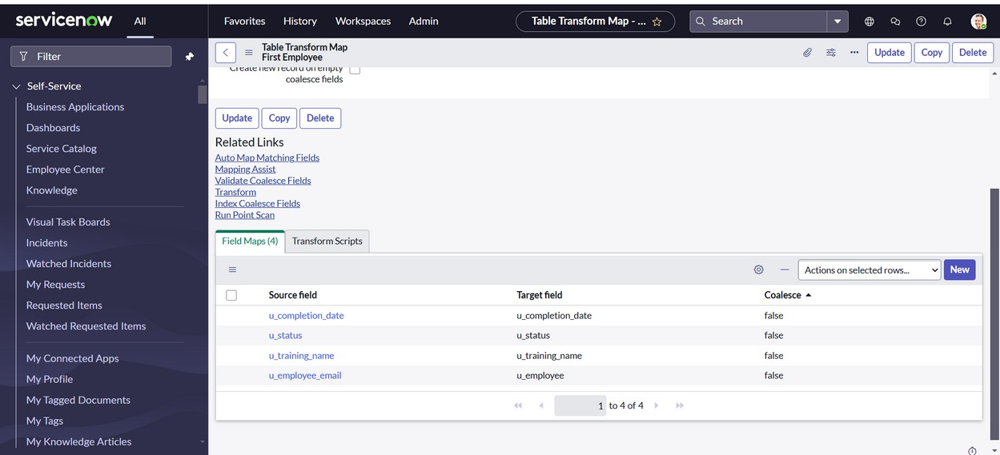 servicenow
All
Favorites
History
Workspaces
Admin
Table Transform Map - ...
Search
Filter
Table Transform Map
First Employee
Update
Copy
Delete
Self-Service
Business Applications
Dashboards
Service Catalog
Employee Center
Knowledge
Visual Task Boards
Incidents
Watched Incidents
My Requests
Requested Items
Watched Requested Items
My Connected Apps
My Profile
My Tagged Documents
My Tags
My Knowledge Articles
Create new record on empty
coalesce fields
Update
Copy
Delete
Related Links
Auto Map Matching Fields
Mapping Assist
Validate Coalesce Fields
Transform
Index Coalesce Fields
Run Point Scan
Field Maps (4)
Transform Scripts
Actions on selected rows...
New
Source field Target field Coalesce
u_completion_date u_completion_date false
u_status u_status false
u_training_name u_training_name false
u_employee_email u_employee false
1 to 4 of 4